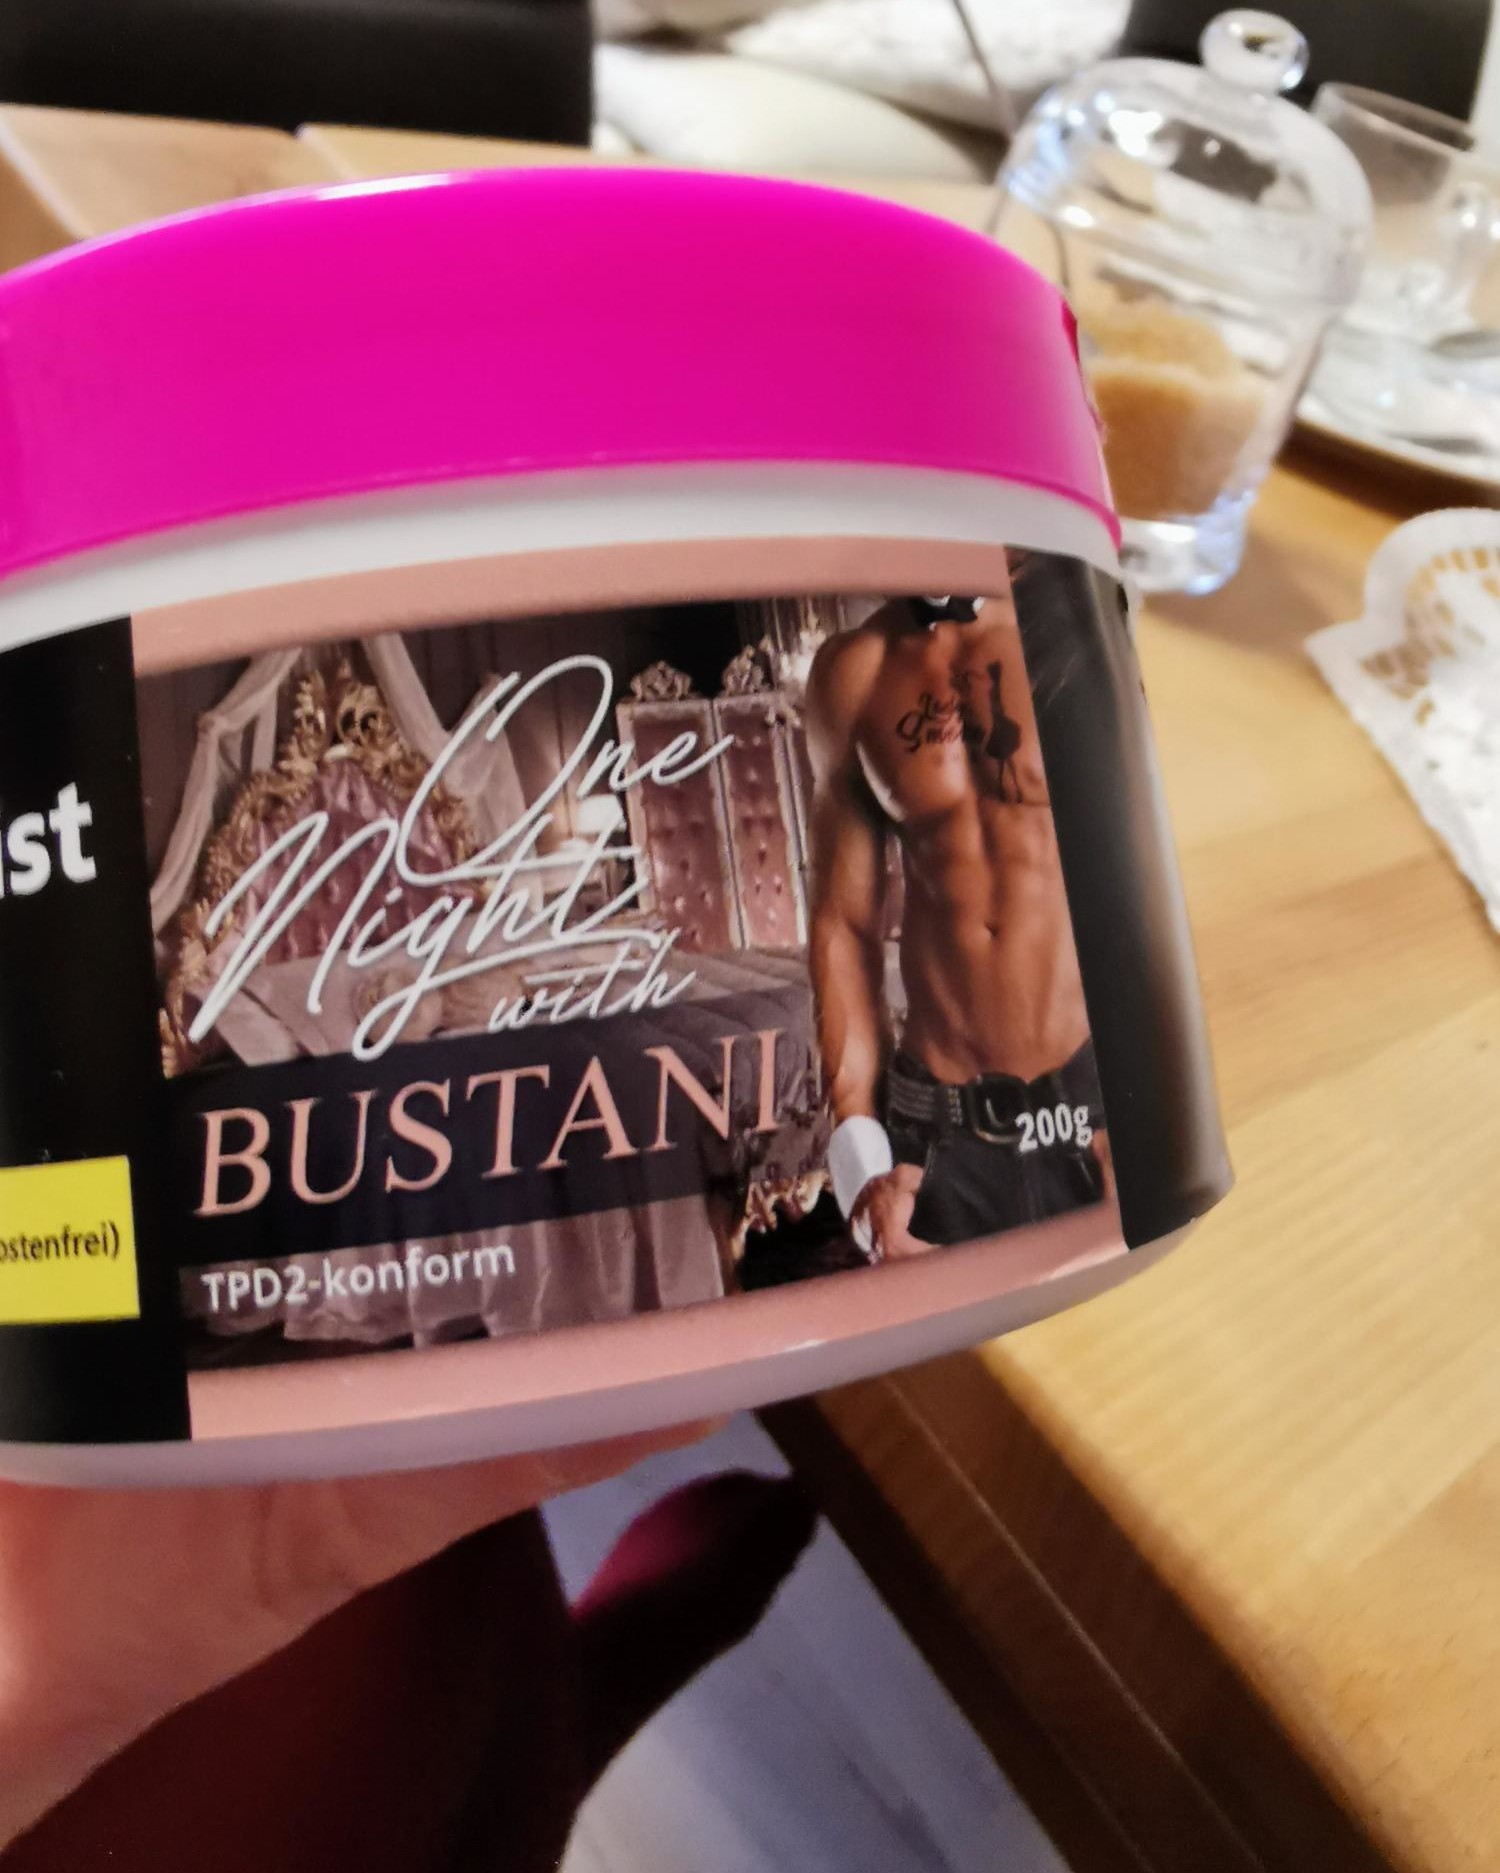 ist
One
Night
with
BUSTANI
200g
TPD2-konform
ostenfrei)